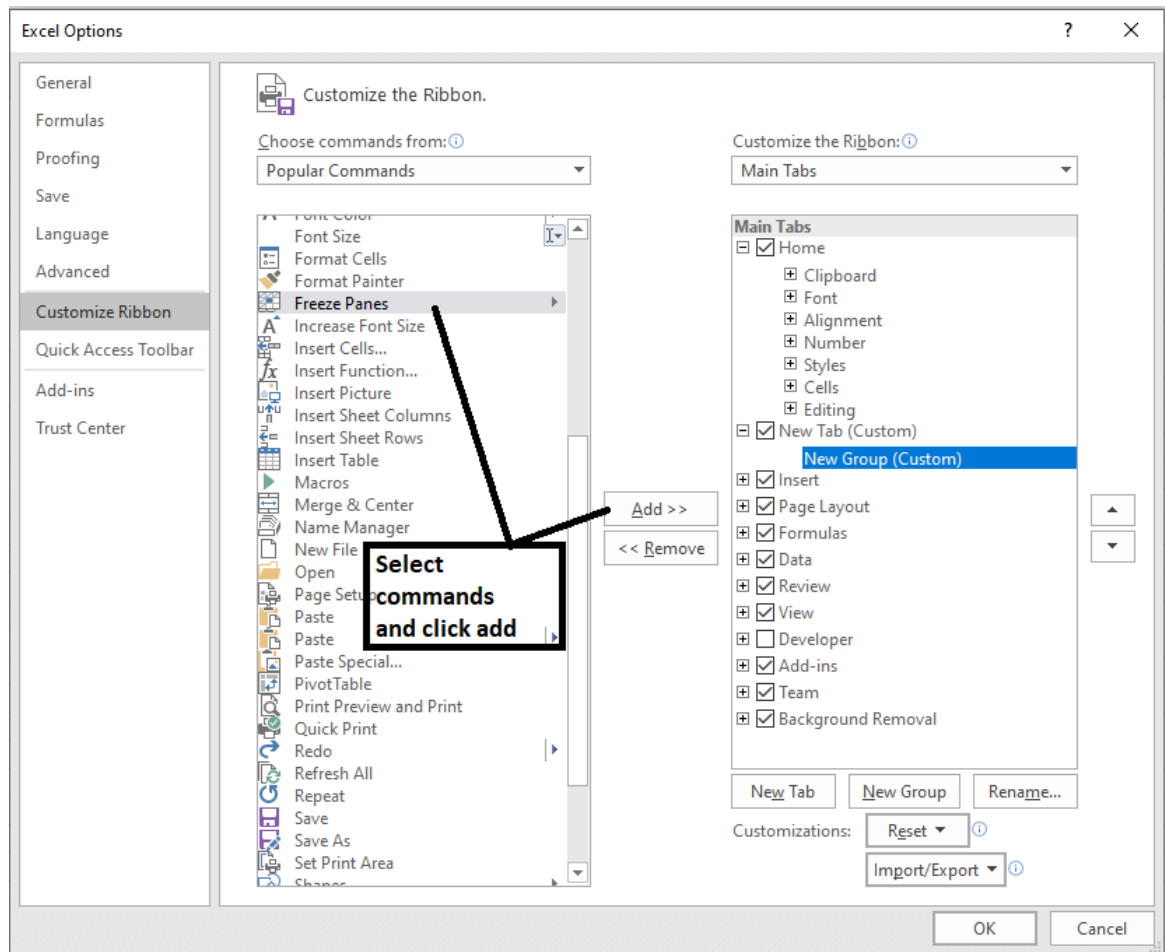 Excel Options
?
General
Formulas
Proofing
Save
Language
Advanced
Customize Ribbon
Quick Access Toolbar
Add-ins
Trust Center
Customize the Ribbon.
Choose commands from:
Popular Commands
Font Color
Font Size
Format Cells
Format Painter
Freeze Panes
Increase Font Size
Insert Cells...
Insert Function...
Insert Picture
Insert Sheet Columns
Insert Sheet Rows
Insert Table
Macros
Merge & Center
Name Manager
New File
Open
Page Setup
Paste
Paste
Paste Special...
PivotTable
Print Preview and Print
Quick Print
Redo
Refresh All
Repeat
Save
Save As
Set Print Area
Shapes
Select
commands
and click add
Add >>
<< Remove
Customize the Ribbon:
Main Tabs
Main Tabs
Home
Clipboard
Font
Alignment
Number
Styles
Cells
Editing
New Tab (Custom)
New Group (Custom)
Insert
Page Layout
Formulas
Data
Review
View
Developer
Add-ins
Team
Background Removal
New Tab
New Group
Rename...
Customizations:
Reset
Import/Export
OK
Cancel